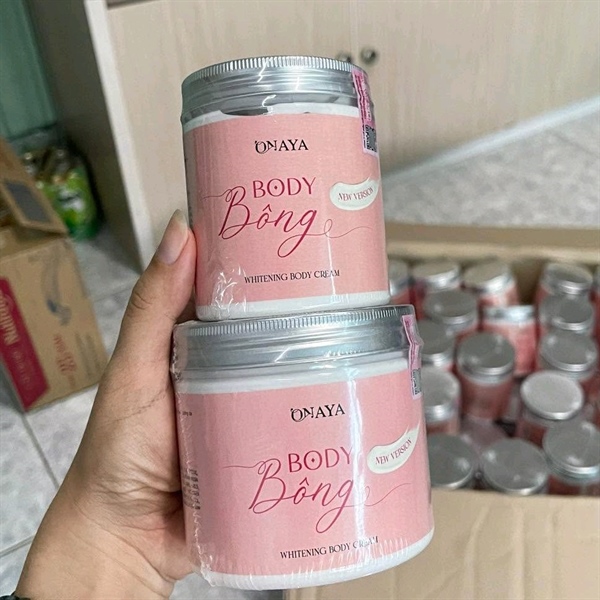 ONAYA
BODY
Bông
NEW VERSION
WHITENING BODY CREAM
ONAYA
BODY
Bông
NEW VERSION
WHITENING BODY CREAM